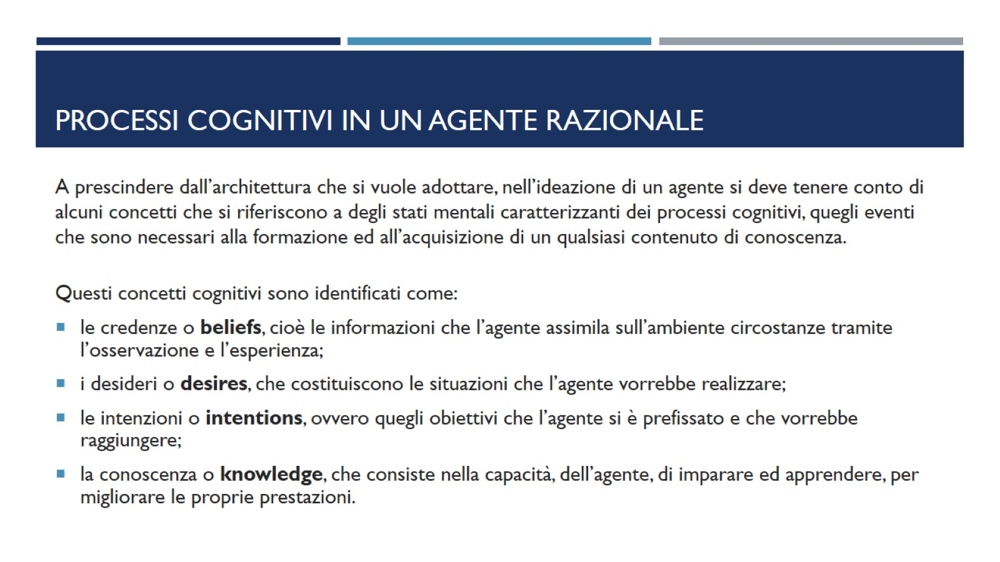 PROCESSI COGNITIVI IN UN AGENTE RAZIONALE
A prescindere dall’architettura che si vuole adottare, nell’ideazione di un agente si deve tenere conto di
alcuni concetti che si riferiscono a degli stati mentali caratterizzanti dei processi cognitivi, quegli eventi
che sono necessari alla formazione ed all’acquisizione di un qualsiasi contenuto di conoscenza.
Questi concetti cognitivi sono identificati come:
le credenze o beliefs, cioè le informazioni che l’agente assimila sull’ambiente circostanze tramite
l’osservazione e l’esperienza;
i desideri o desires, che costituiscono le situazioni che l’agente vorrebbe realizzare;
le intenzioni o intentions, ovvero quegli obiettivi che l’agente si è prefissato e che vorrebbe
raggiungere;
la conoscenza o knowledge, che consiste nella capacità, dell’agente, di imparare ed apprendere, per
migliorare le proprie prestazioni.